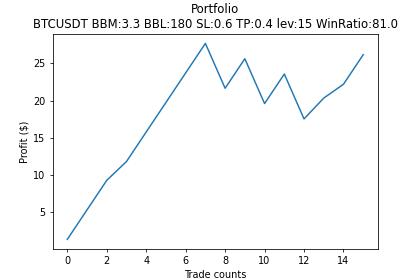 Portfolio
BTCUSDT BBM:3.3 BBL:180 SL:0.6 TP:0.4 lev:15 WinRatio:81.0
25
20
15
10
5
Profit ($)
0 2 4 6 8 10 12 14
Trade counts